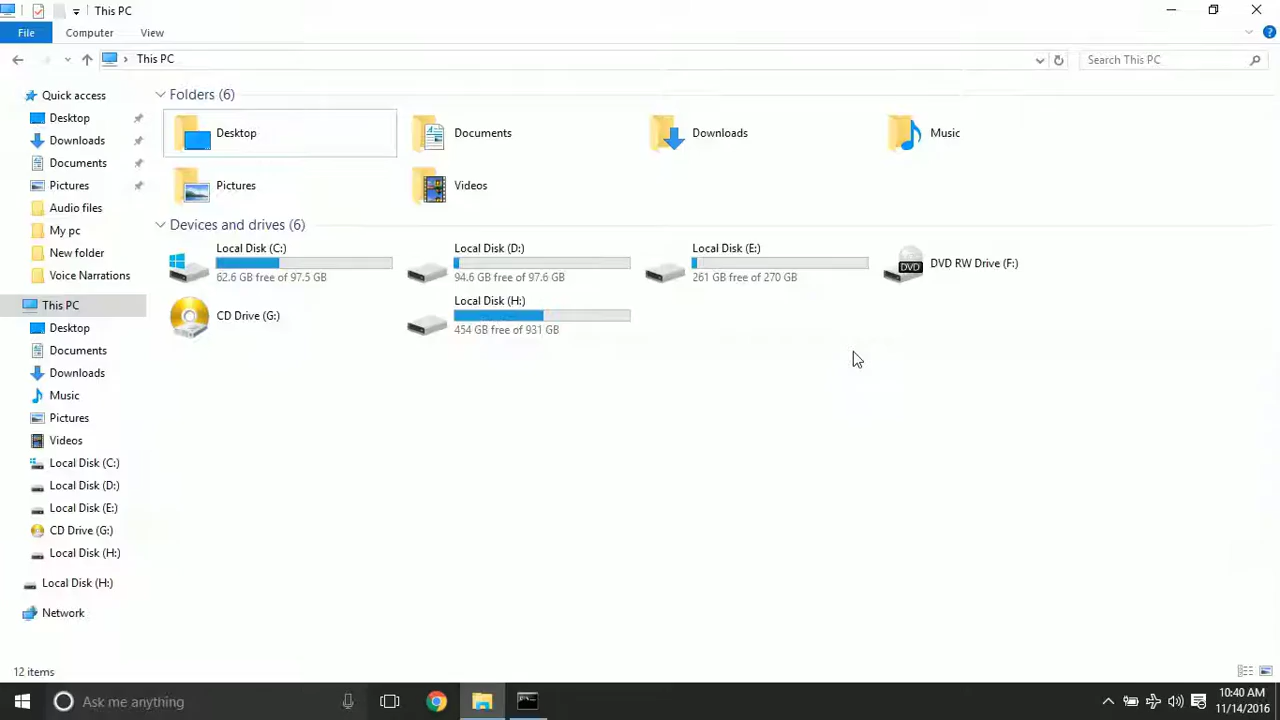 This PC
File
Computer
View
This PC
Search This PC
Quick access
Desktop
Downloads
Documents
Pictures
Audio files
My pc
New folder
Voice Narrations
This PC
Desktop
Documents
Downloads
Music
Pictures
Videos
Local Disk (C:)
Local Disk (D:)
Local Disk (E:)
CD Drive (G:)
Local Disk (H:)
Local Disk (H:)
Network
Folders (6)
Desktop
Documents
Downloads
Music
Pictures
Videos
Devices and drives (6)
Local Disk (C:)
62.6 GB free of 97.5 GB
Local Disk (D:)
94.6 GB free of 97.6 GB
Local Disk (E:)
261 GB free of 270 GB
DVD
DVD RW Drive (F:)
CD Drive (G:)
Local Disk (H:)
454 GB free of 931 GB
12 items
Ask me anything
10:40 AM
11/14/2016